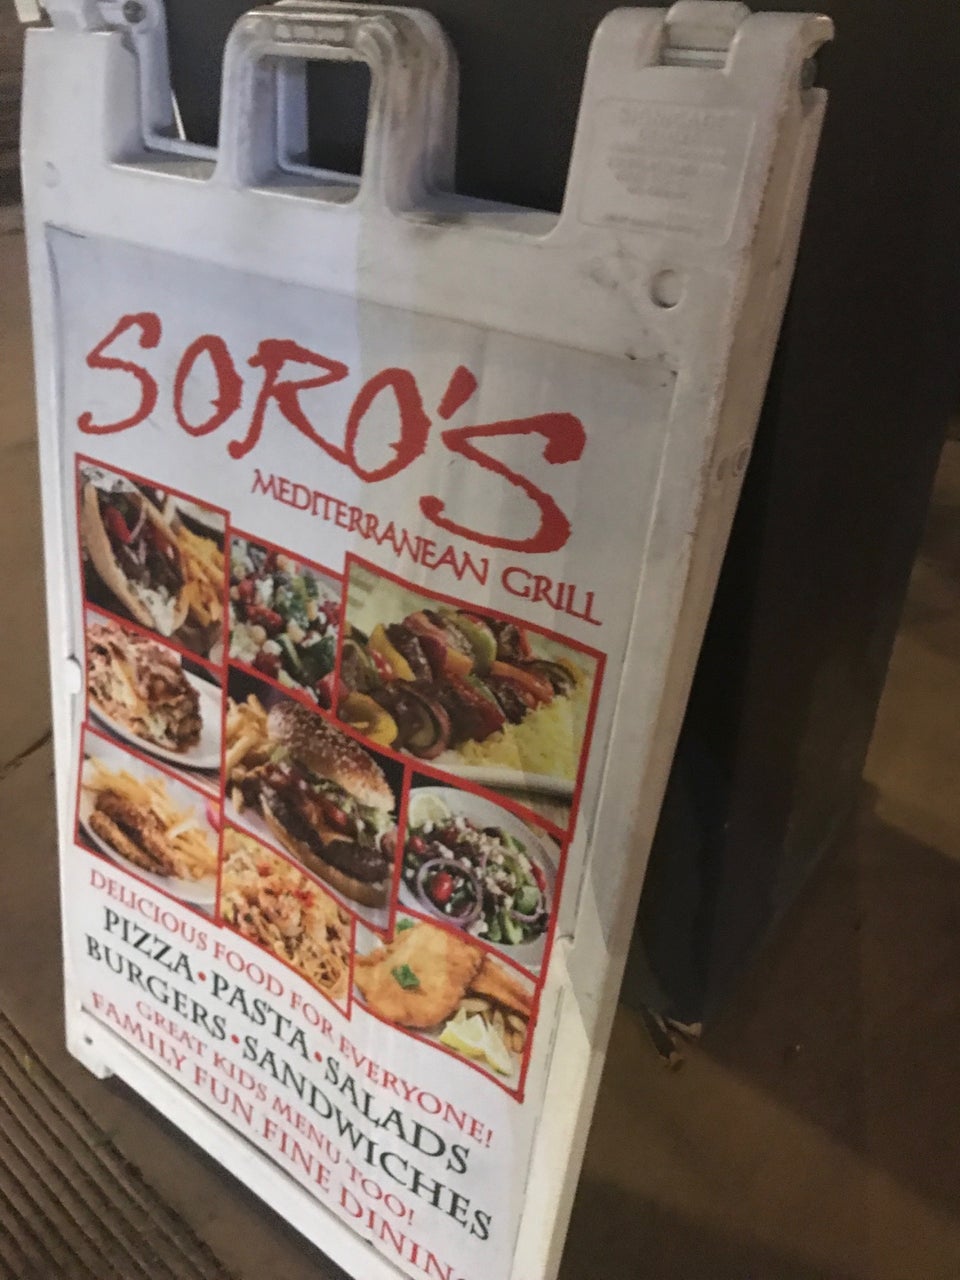 SORO'S
MEDITERRANEAN GRILL
DELICIOUS FOOD FOR EVERYONE!
PIZZA • PASTA • SALADS
BURGERS • SANDWICHES
GREAT KIDS MENU TOO!
FAMILY FUN FINE DINING